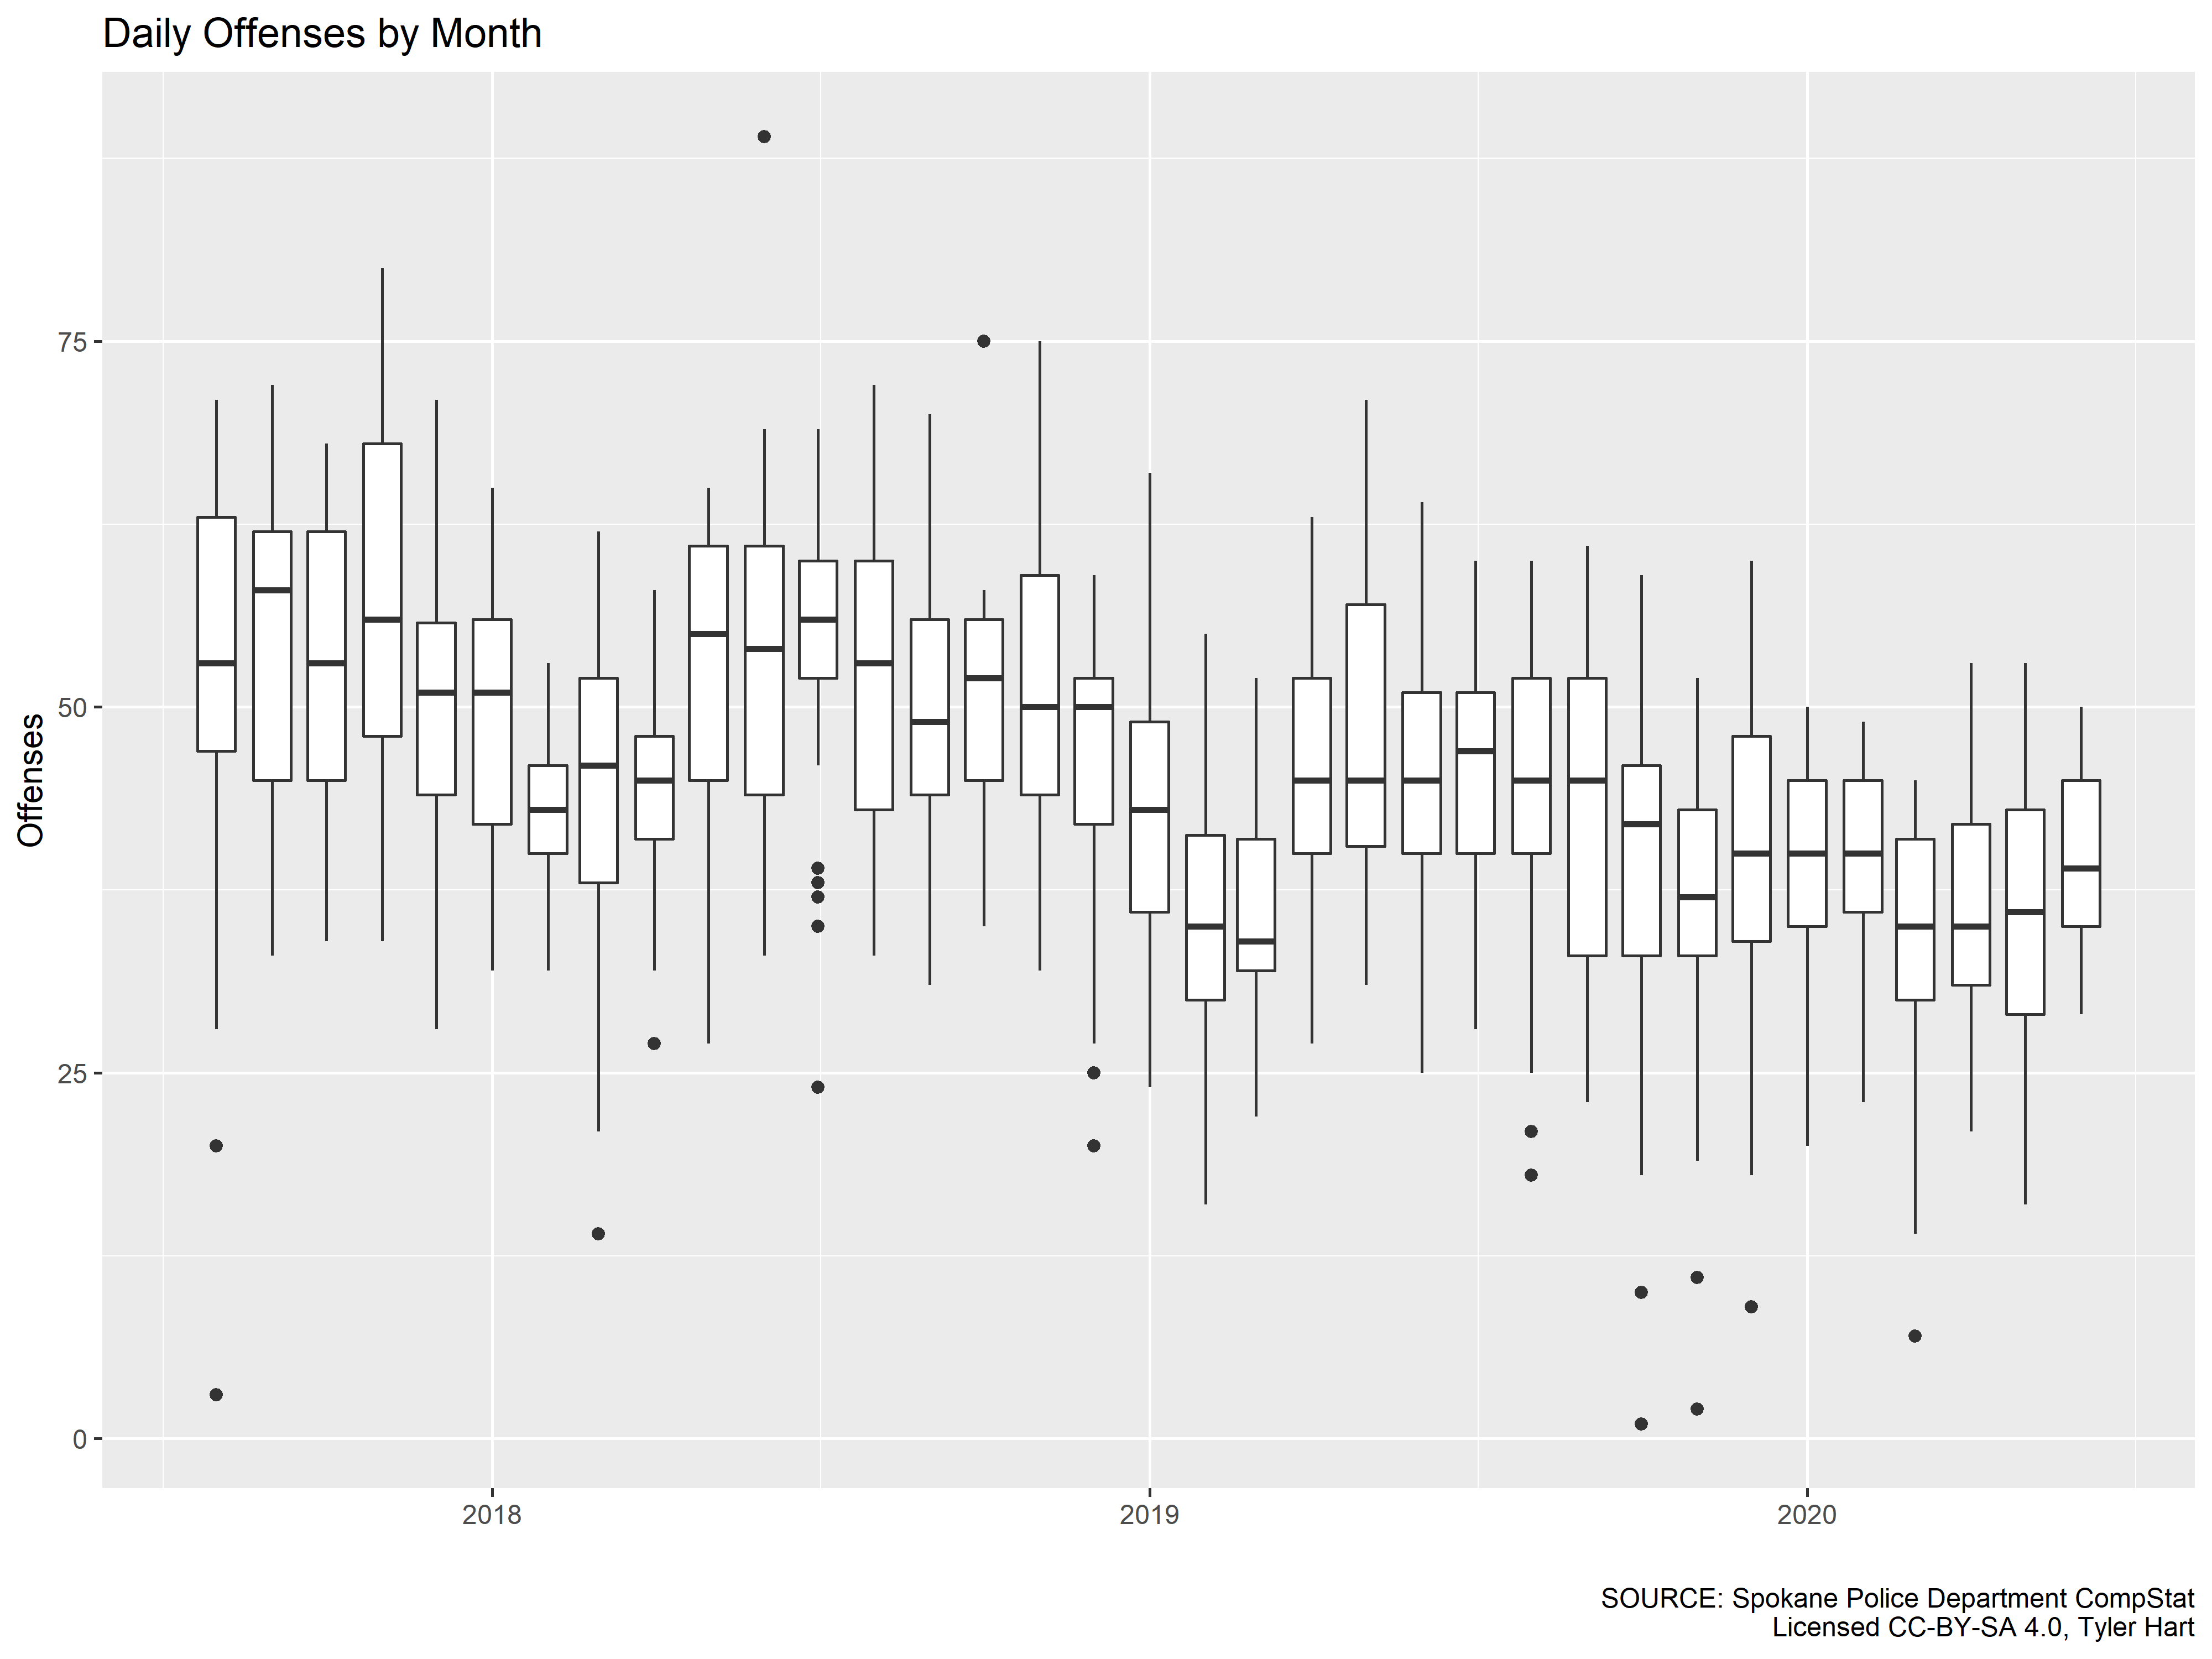 Daily Offenses by Month
Offenses
75
50
25
0
2018
2019
2020
SOURCE: Spokane Police Department CompStat
Licensed CC-BY-SA 4.0, Tyler Hart